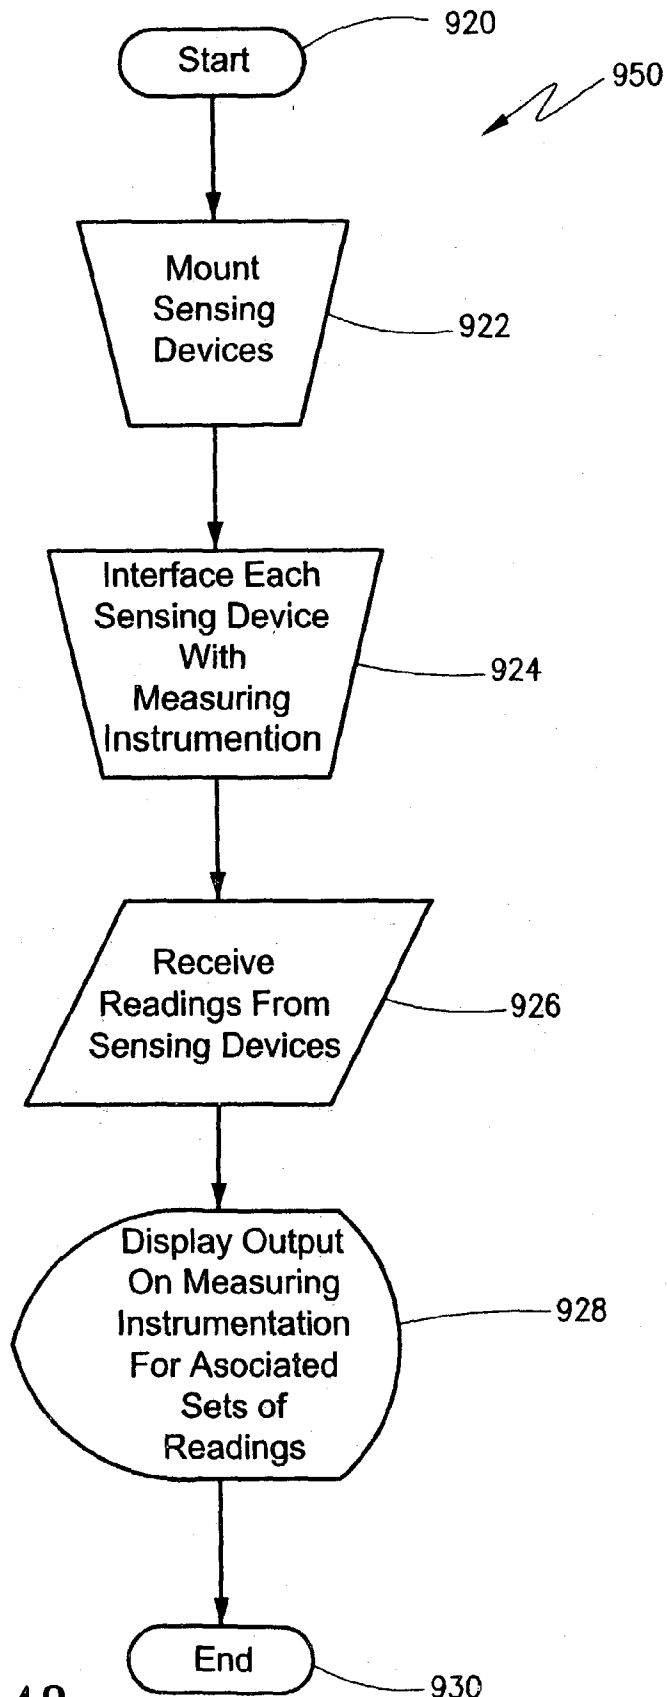 Start
920
950
Mount
Sensing
Devices
922
Interface Each
Sensing Device
With
Measuring
Instrumention
924
Receive
Readings From
Sensing Devices
926
Display Output
On Measuring
Instrumentation
For Asociated
Sets of
Readings
928
End
930